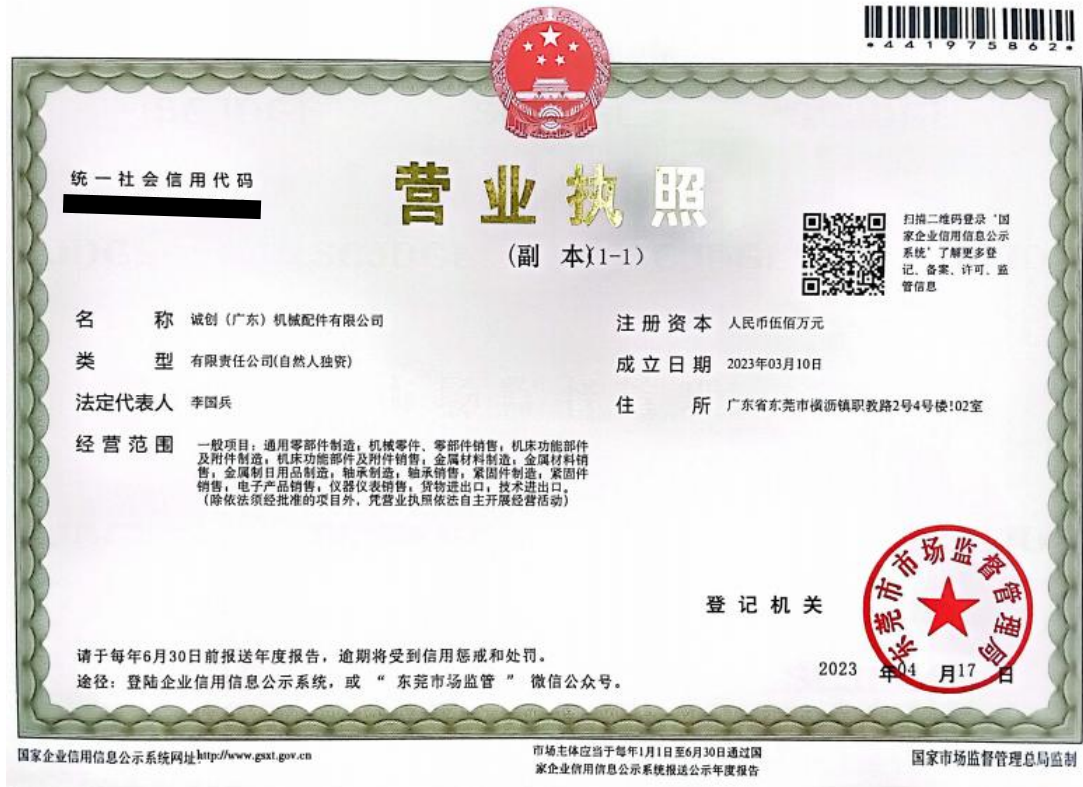 *441975862*
统一社会信用代码
营业执照
(副 本)(1-1)
扫描二维码登录‘国
家企业信用信息公示
系统’了解更多登
记、备案、许可、监
管信息
名 称 诚创（广东）机械配件有限公司
类 型 有限责任公司(自然人独资)
法定代表人 李国兵
经营范围 一般项目：通用零部件制造；机械零件、零部件销售；机床功能部件
及附件制造；机床功能部件及附件销售；金属材料制造；金属材料销
售；金属制日用品制造；轴承制造；轴承销售；紧固件制造；紧固件
销售；电子产品销售；仪器仪表销售；货物进出口；技术进出口。
（除依法须经批准的项目外，凭营业执照依法自主开展经营活动）
注册资本 人民币伍佰万元
成立日期 2023年03月10日
住 所 广东省东莞市横沥镇职教路2号4号楼102室
登记机关
东莞市市场监督管理局
2023 年04 月17 日
请于每年6月30日前报送年度报告，逾期将受到信用惩戒和处罚。
途径：登陆企业信用信息公示系统，或“东莞市场监管”微信公众号。
国家企业信用信息公示系统网址http://www.gsxt.gov.cn
市场主体应当于每年1月1日至6月30日通过国
家企业信用信息公示系统报送公示年度报告
国家市场监督管理总局监制